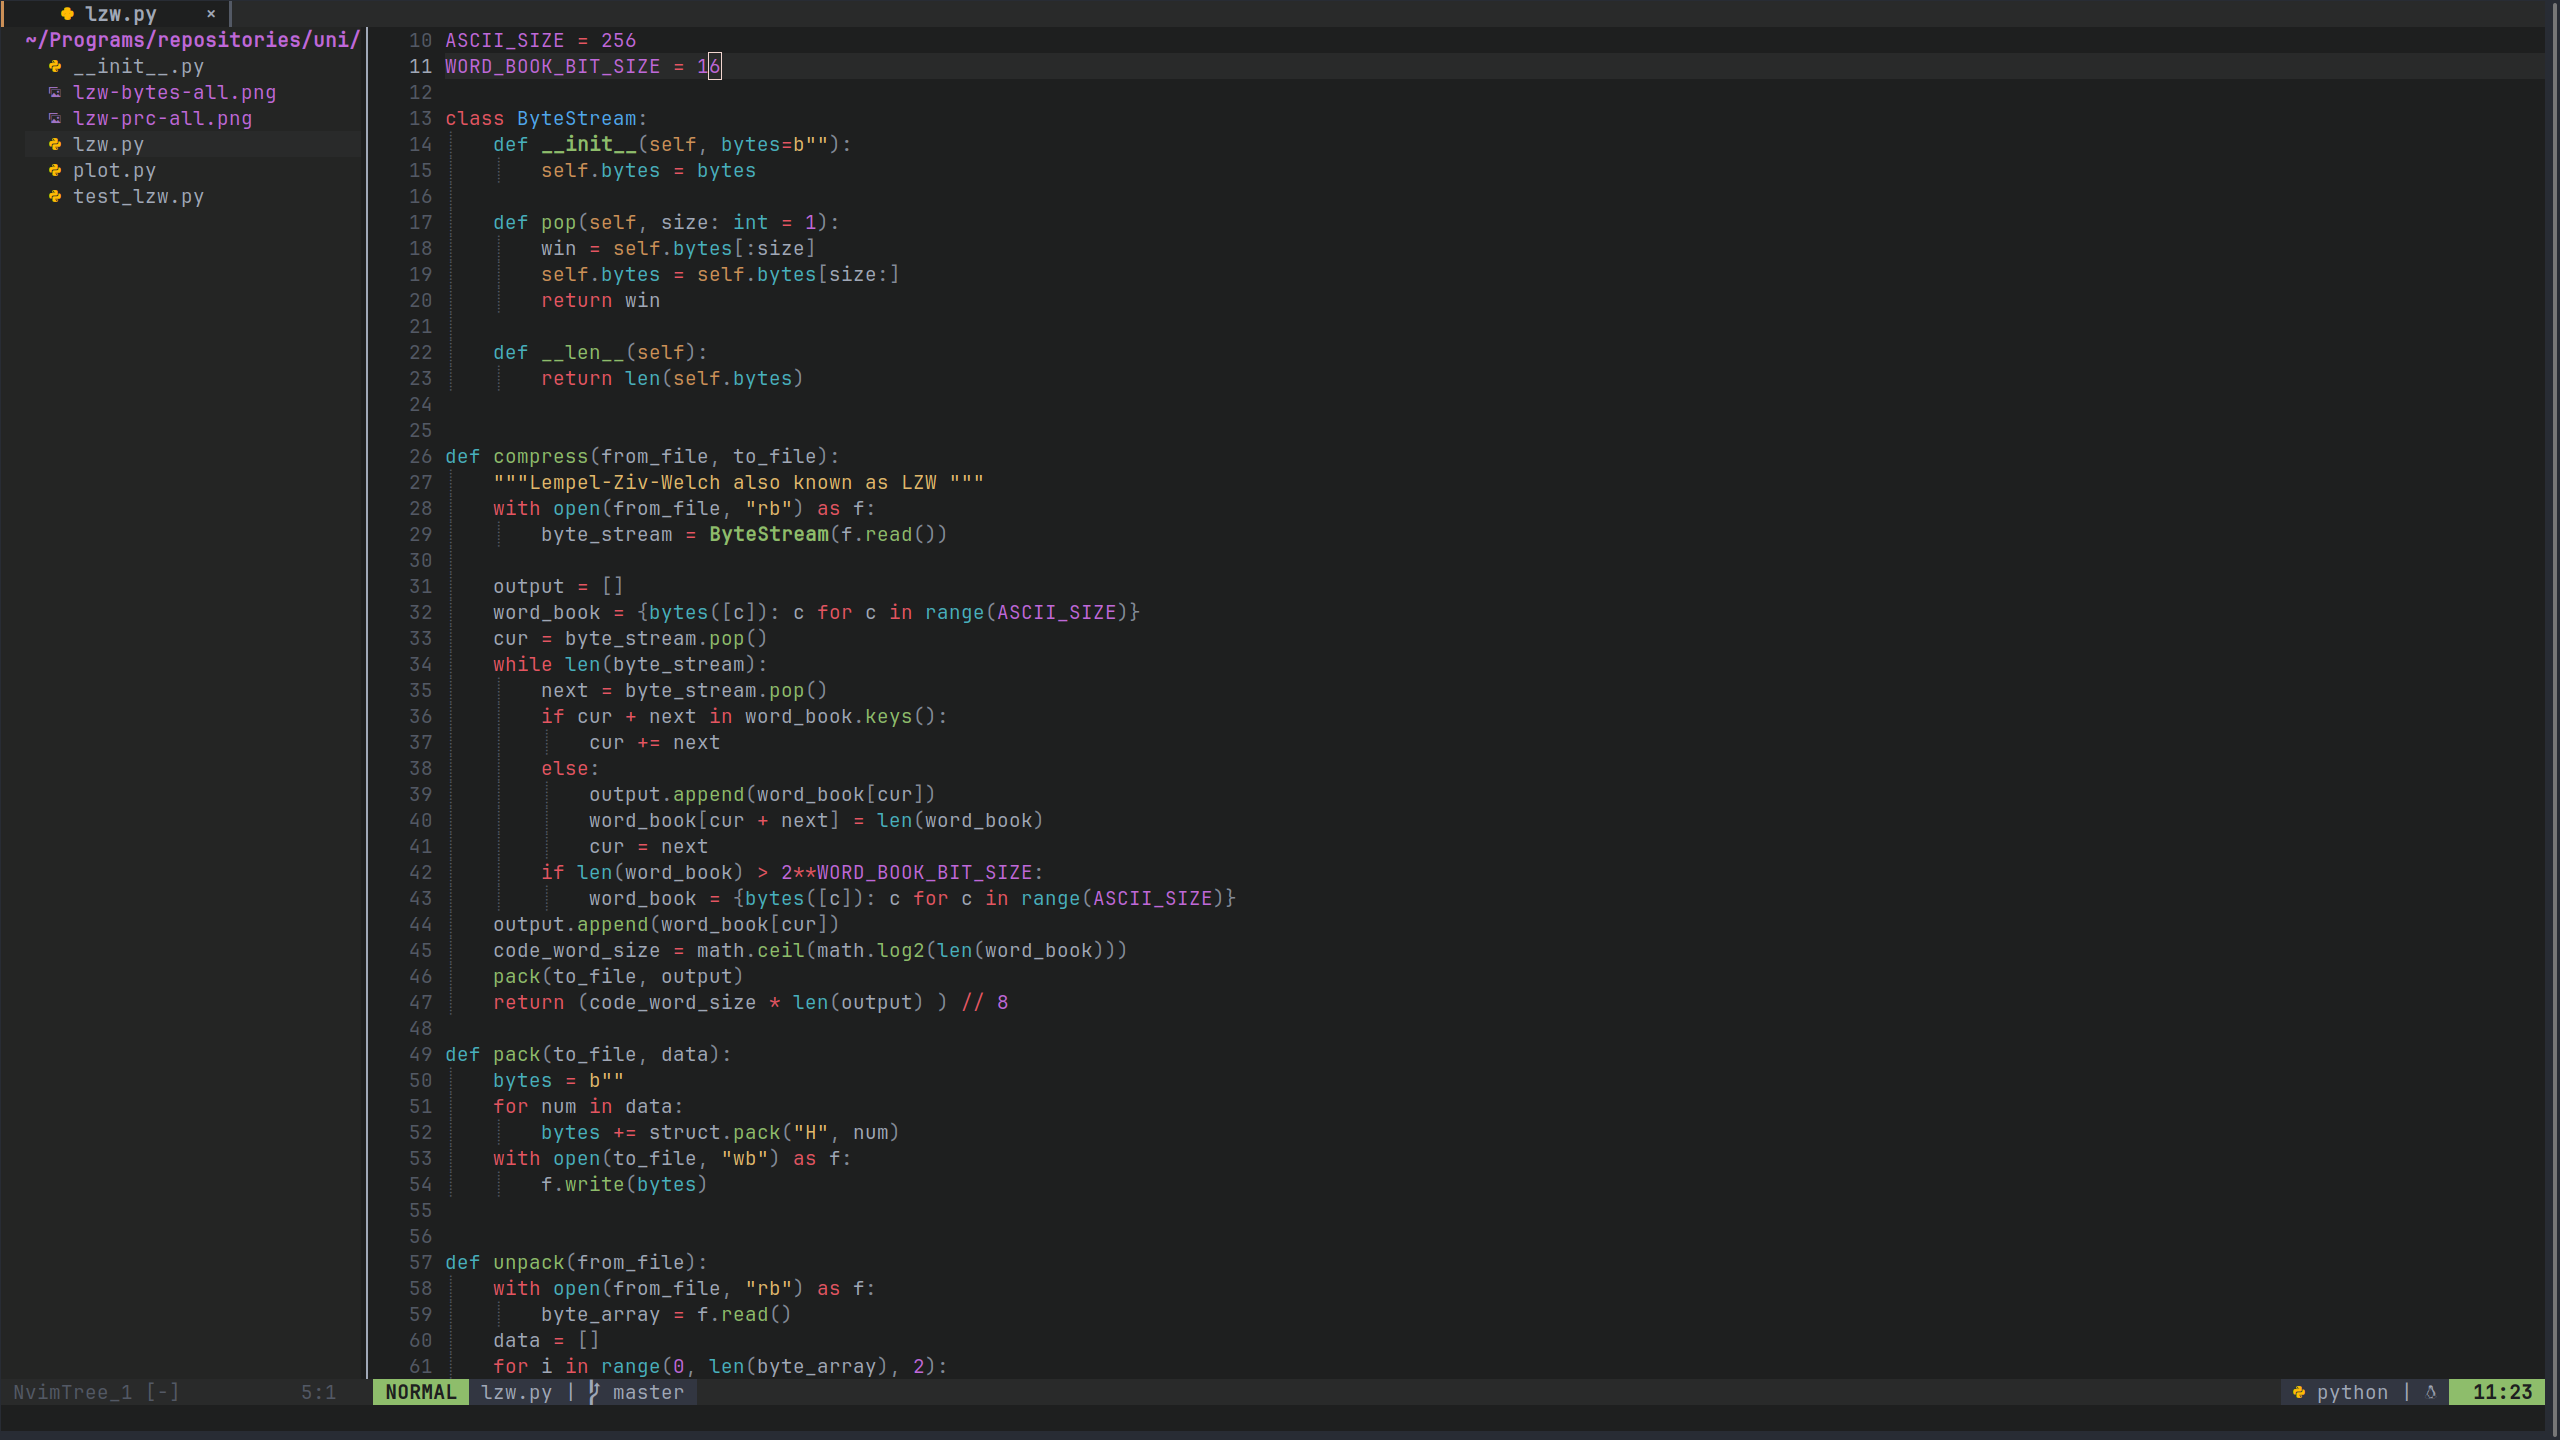 lzw.py ×
~/Programs/repositories/uni/
__init__.py
lzw-bytes-all.png
lzw-prc-all.png
lzw.py
plot.py
test_lzw.py
10 ASCII_SIZE = 256
11 WORD_BOOK_BIT_SIZE = 16
12
13 class ByteStream:
14     def __init__(self, bytes=b""):
15         self.bytes = bytes
16
17     def pop(self, size: int = 1):
18         win = self.bytes[:size]
19         self.bytes = self.bytes[size:]
20         return win
21
22     def __len__(self):
23         return len(self.bytes)
24
25
26 def compress(from_file, to_file):
27     """Lempel-Ziv-Welch also known as LZW """
28     with open(from_file, "rb") as f:
29         byte_stream = ByteStream(f.read())
30
31     output = []
32     word_book = {bytes([c]): c for c in range(ASCII_SIZE)}
33     cur = byte_stream.pop()
34     while len(byte_stream):
35         next = byte_stream.pop()
36         if cur + next in word_book.keys():
37             cur += next
38         else:
39             output.append(word_book[cur])
40             word_book[cur + next] = len(word_book)
41             cur = next
42         if len(word_book) > 2**WORD_BOOK_BIT_SIZE:
43             word_book = {bytes([c]): c for c in range(ASCII_SIZE)}
44     output.append(word_book[cur])
45     code_word_size = math.ceil(math.log2(len(word_book)))
46     pack(to_file, output)
47     return (code_word_size * len(output) ) // 8
48
49 def pack(to_file, data):
50     bytes = b""
51     for num in data:
52         bytes += struct.pack("H", num)
53     with open(to_file, "wb") as f:
54         f.write(bytes)
55
56
57 def unpack(from_file):
58     with open(from_file, "rb") as f:
59         byte_array = f.read()
60     data = []
61     for i in range(0, len(byte_array), 2):
NvimTree_1 [-] 5:1 NORMAL lzw.py | master python | 11:23